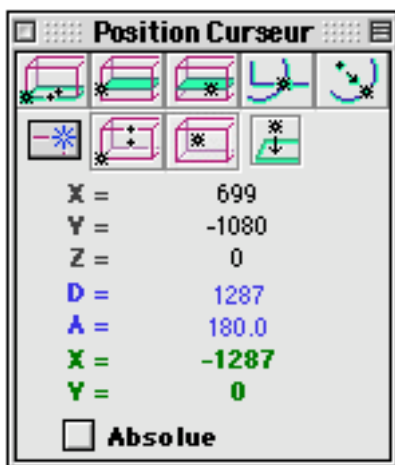 Position Curseur
X = 699
Y = -1080
Z = 0
D = 1287
A = 180.0
X = -1287
Y = 0
Absolue